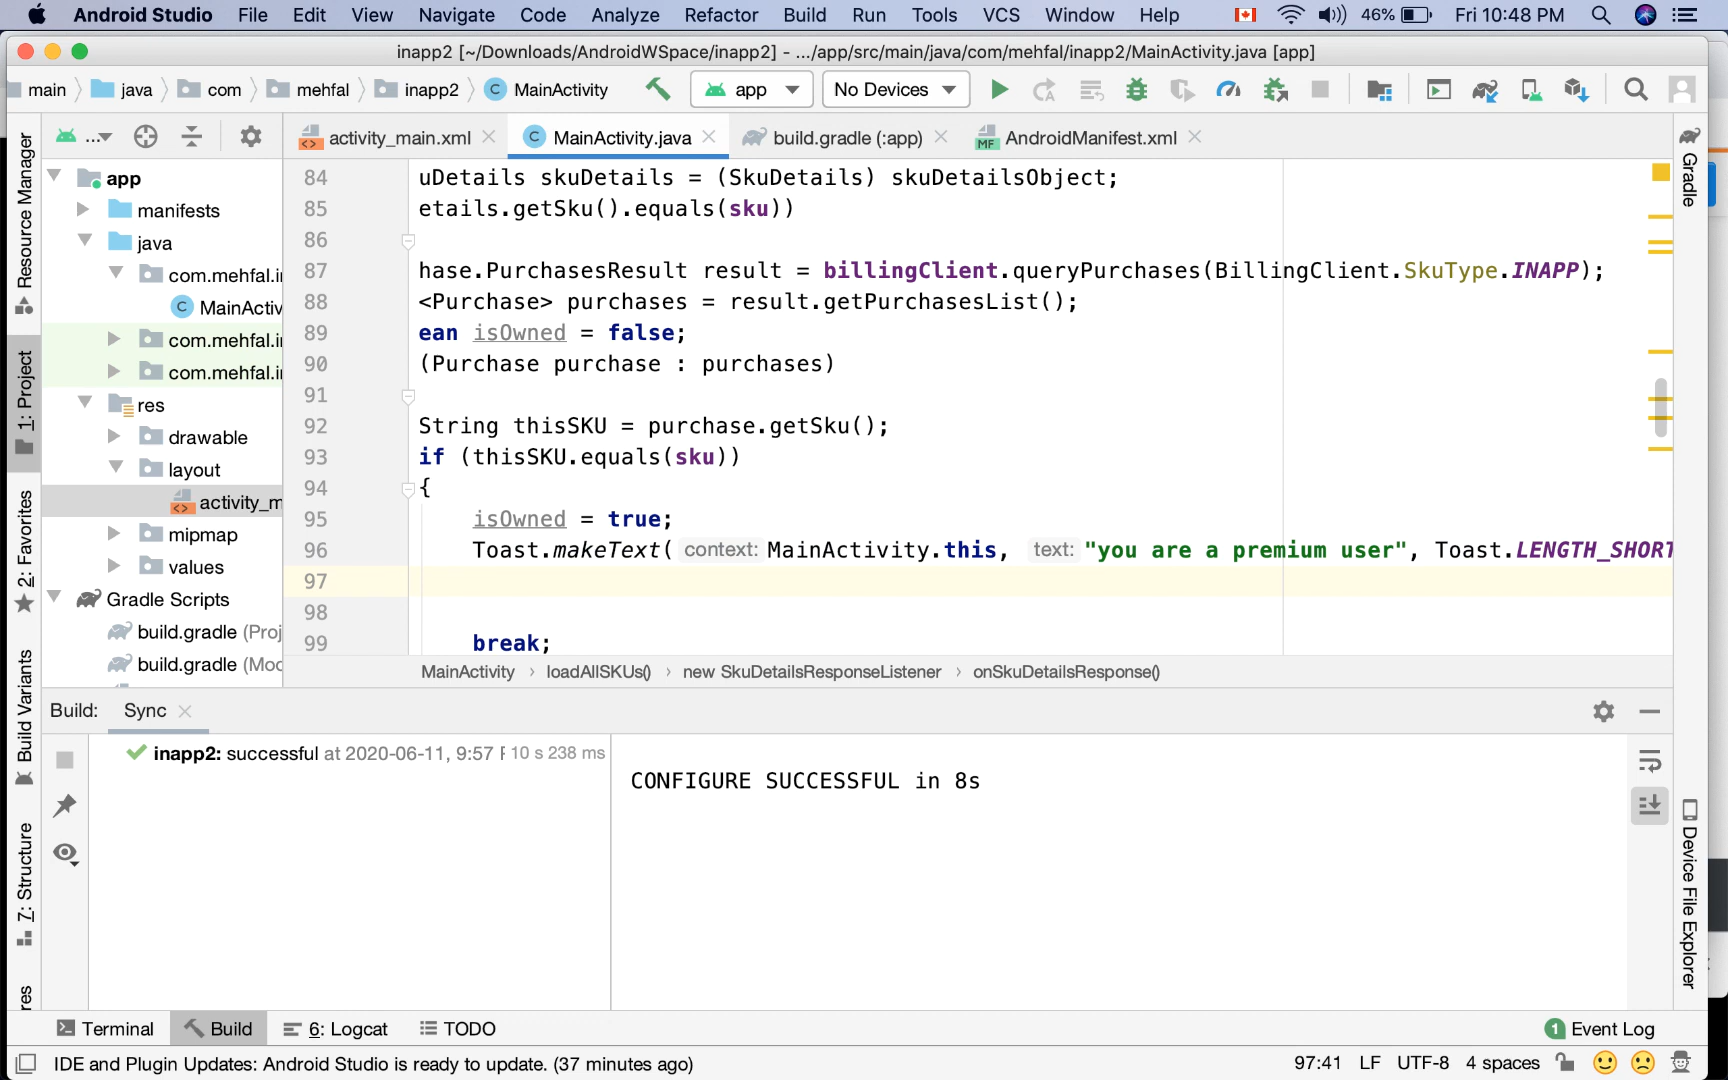 Android Studio File Edit View Navigate Code Analyze Refactor Build Run Tools VCS Window Help 46% Fri 10:48 PM
inapp2 [~/Downloads/AndroidWSpace/inapp2] - .../app/src/main/java/com/mehfal/inapp2/MainActivity.java [app]
main java com mehfal inapp2 C MainActivity app No Devices
... activity_main.xml C MainActivity.java build.gradle (:app) MF AndroidManifest.xml
Resource Manager
1: Project
2: Favorites
Build Variants
7: Structure
res
app
manifests
java
com.mehfal.i
C MainActiv
com.mehfal.i
com.mehfal.i
res
drawable
layout
activity_m
mipmap
values
Gradle Scripts
build.gradle (Proj
build.gradle (Mod
84 uDetails skuDetails = (SkuDetails) skuDetailsObject;
85 etails.getSku().equals(sku))
86
87 hase.PurchasesResult result = billingClient.queryPurchases(BillingClient.SkuType.INAPP);
88 <Purchase> purchases = result.getPurchasesList();
89 ean isOwned = false;
90 (Purchase purchase : purchases)
91
92 String thisSKU = purchase.getSku();
93 if (thisSKU.equals(sku))
94 {
95 isOwned = true;
96 Toast.makeText( context: MainActivity.this, text: "you are a premium user", Toast.LENGTH_SHORT
97
98
99 break;
MainActivity › loadAllSKUs() › new SkuDetailsResponseListener › onSkuDetailsResponse()
Gradle
Device File Explorer
Build: Sync
inapp2: successful at 2020-06-11, 9:57 10 s 238 ms
CONFIGURE SUCCESSFUL in 8s
Terminal Build 6: Logcat TODO 1 Event Log
IDE and Plugin Updates: Android Studio is ready to update. (37 minutes ago) 97:41 LF UTF-8 4 spaces